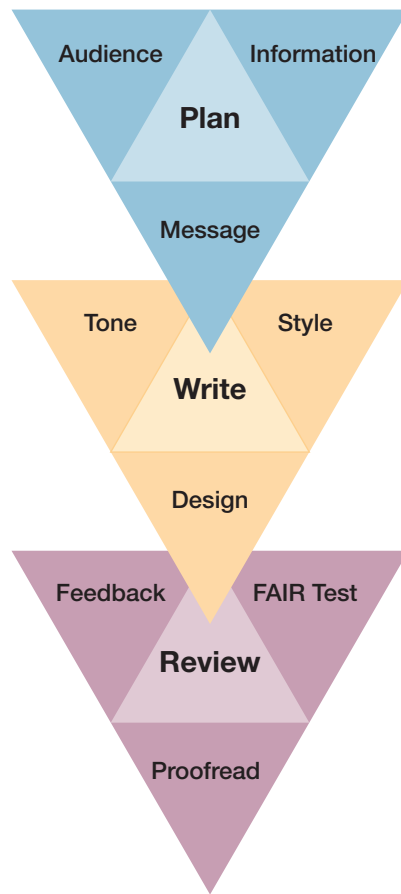 Audience Information
Plan
Message
Tone Style
Write
Design
Feedback FAIR Test
Review
Proofread